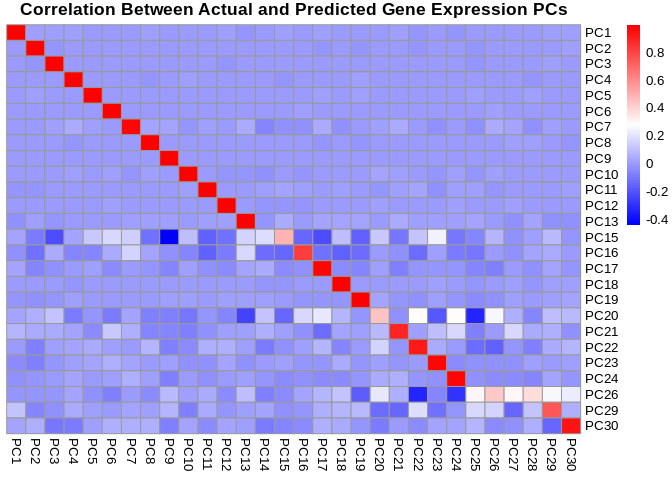 Correlation Between Actual and Predicted Gene Expression PCs
PC1
PC2
PC3
PC4
PC5
PC6
PC7
PC8
PC9
PC10
PC11
PC12
PC13
PC15
PC16
PC17
PC18
PC19
PC20
PC21
PC22
PC23
PC24
PC26
PC29
PC30
0.8
0.6
0.4
0.2
0
-0.2
-0.4
PC1
PC2
PC3
PC4
PC5
PC6
PC7
PC8
PC9
PC10
PC11
PC12
PC13
PC14
PC15
PC16
PC17
PC18
PC19
PC20
PC21
PC22
PC23
PC24
PC25
PC26
PC27
PC28
PC29
PC30